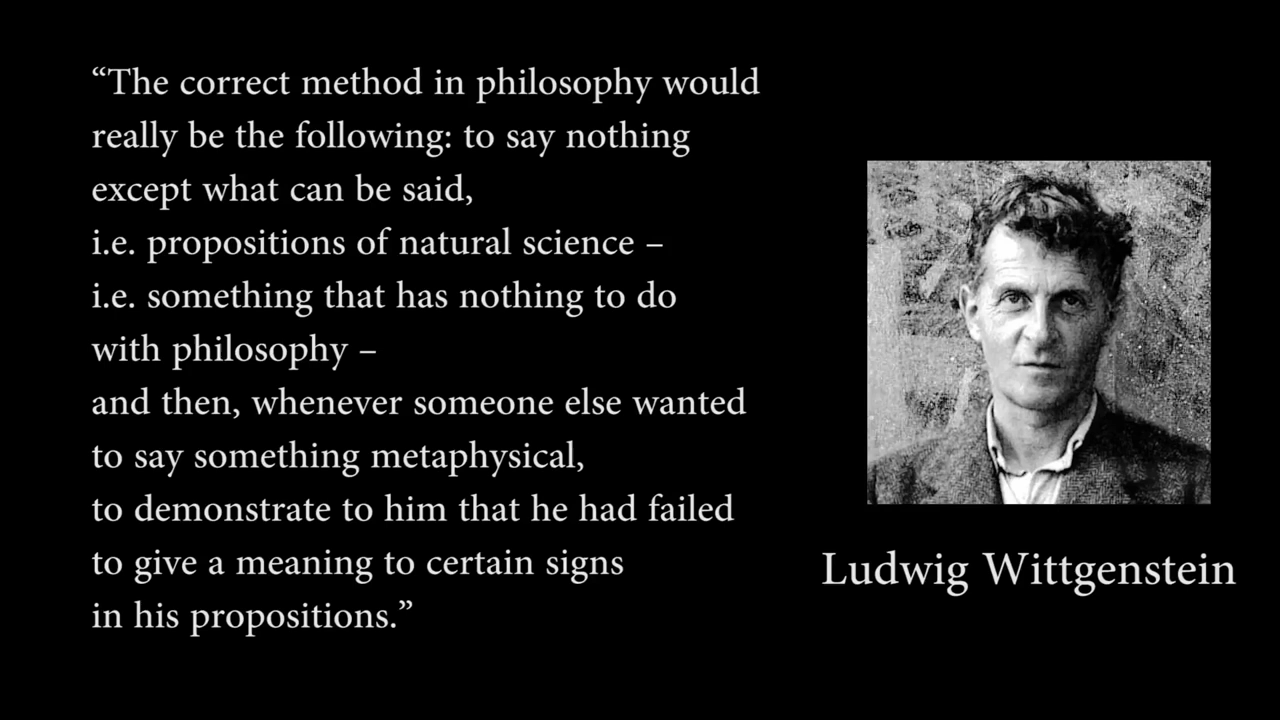 “The correct method in philosophy would
really be the following: to say nothing
except what can be said,
i.e. propositions of natural science –
i.e. something that has nothing to do
with philosophy –
and then, whenever someone else wanted
to say something metaphysical,
to demonstrate to him that he had failed
to give a meaning to certain signs
in his propositions.”
Ludwig Wittgenstein